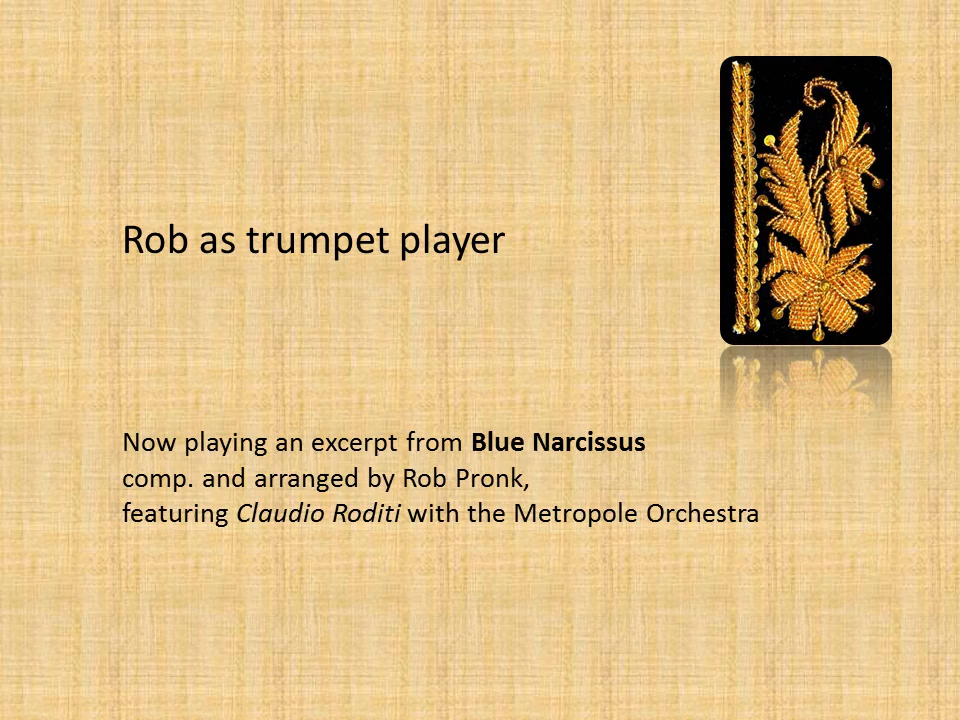 Rob as trumpet player
Now playing an excerpt from Blue Narcissus
comp. and arranged by Rob Pronk,
featuring Claudio Roditi with the Metropole Orchestra